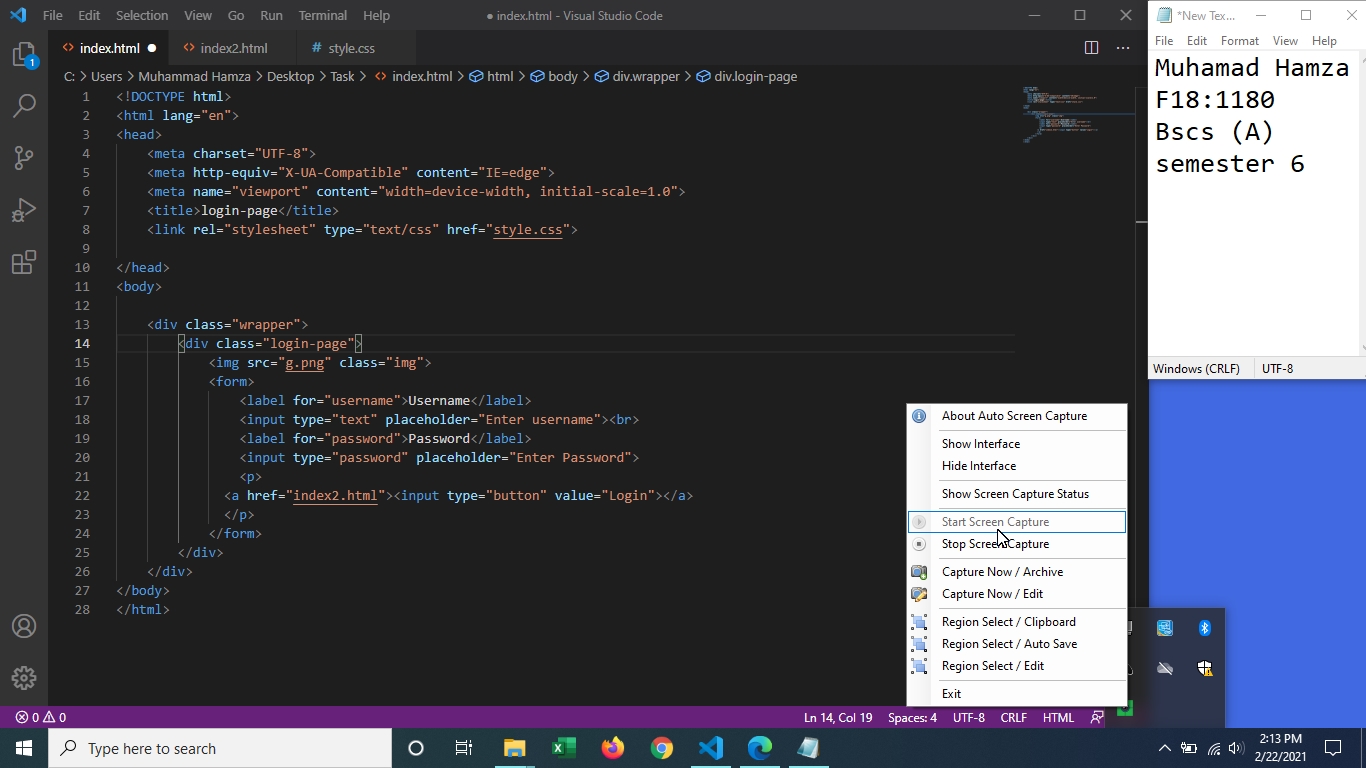 File Edit Selection View Go Run Terminal Help
● index.html - Visual Studio Code
index.html ●
index2.html
# style.css
C: > Users > Muhammad Hamza > Desktop > Task > index.html > html > body > div.wrapper > div.login-page
1 <!DOCTYPE html>
2 <html lang="en">
3 <head>
4 <meta charset="UTF-8">
5 <meta http-equiv="X-UA-Compatible" content="IE=edge">
6 <meta name="viewport" content="width=device-width, initial-scale=1.0">
7 <title>login-page</title>
8 <link rel="stylesheet" type="text/css" href="style.css">
9
10 </head>
11 <body>
12
13 <div class="wrapper">
14 <div class="login-page">
15 <img src="g.png" class="img">
16 <form>
17 <label for="username">Username</label>
18 <input type="text" placeholder="Enter username"><br>
19 <label for="password">Password</label>
20 <input type="password" placeholder="Enter Password">
21 <p>
22 <a href="index2.html"><input type="button" value="Login"></a>
23 </p>
24 </form>
25 </div>
26 </div>
27 </body>
28 </html>
1
0 0
Ln 14, Col 19 Spaces: 4 UTF-8 CRLF HTML
*New Tex...
File Edit Format View Help
Muhamad Hamza
F18:1180
Bscs (A)
semester 6
Windows (CRLF) UTF-8
About Auto Screen Capture
Show Interface
Hide Interface
Show Screen Capture Status
Start Screen Capture
Stop Screen Capture
Capture Now / Archive
Capture Now / Edit
Region Select / Clipboard
Region Select / Auto Save
Region Select / Edit
Exit
Type here to search
2:13 PM
2/22/2021